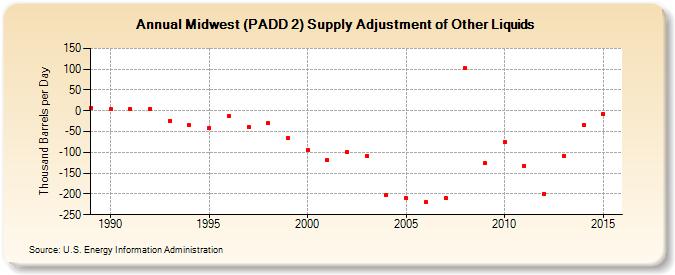 Annual Midwest (PADD 2) Supply Adjustment of Other Liquids
Thousand Barrels per Day
150
100
50
0
-50
-100
-150
-200
-250
1990 1995 2000 2005 2010 2015
Source: U.S. Energy Information Administration